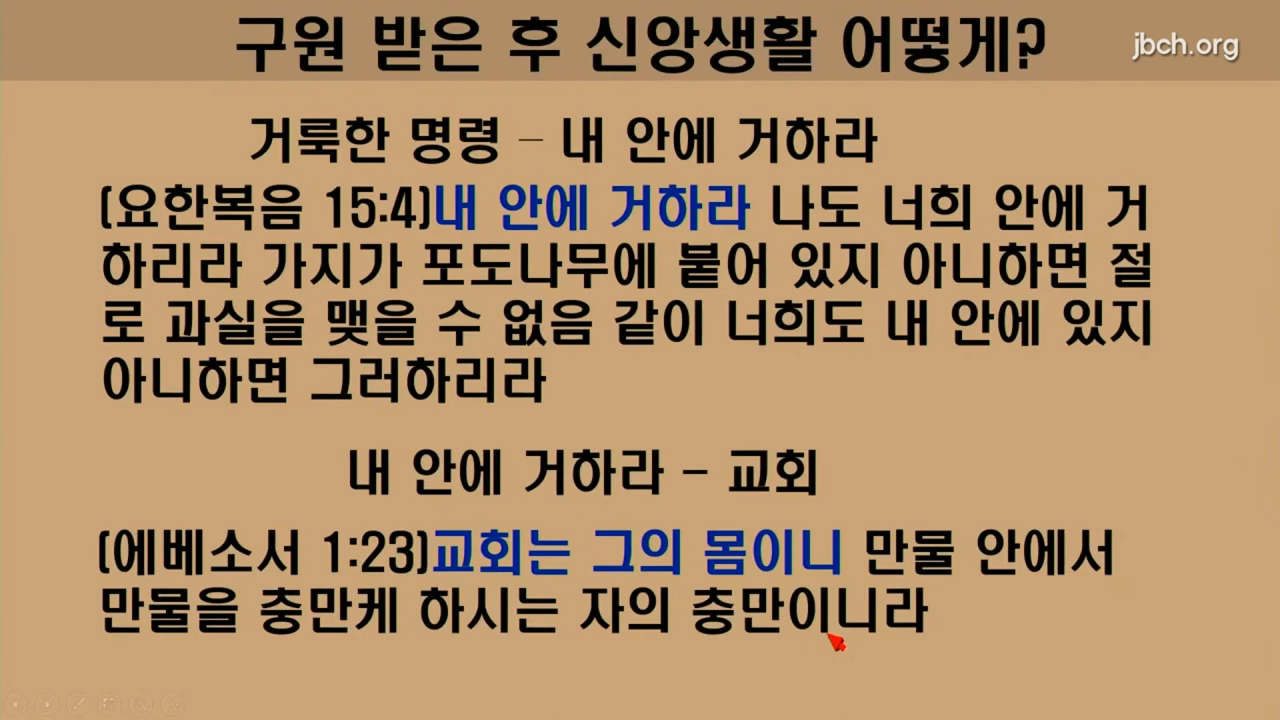 구원 받은 후 신앙생활 어떻게?
jbch.org
거룩한 명령 – 내 안에 거하라
(요한복음 15:4)내 안에 거하라 나도 너희 안에 거
하리라 가지가 포도나무에 붙어 있지 아니하면 절
로 과실을 맺을 수 없음 같이 너희도 내 안에 있지
아니하면 그러하리라
내 안에 거하라 – 교회
(에베소서 1:23)교회는 그의 몸이니 만물 안에서
만물을 충만케 하시는 자의 충만이니라